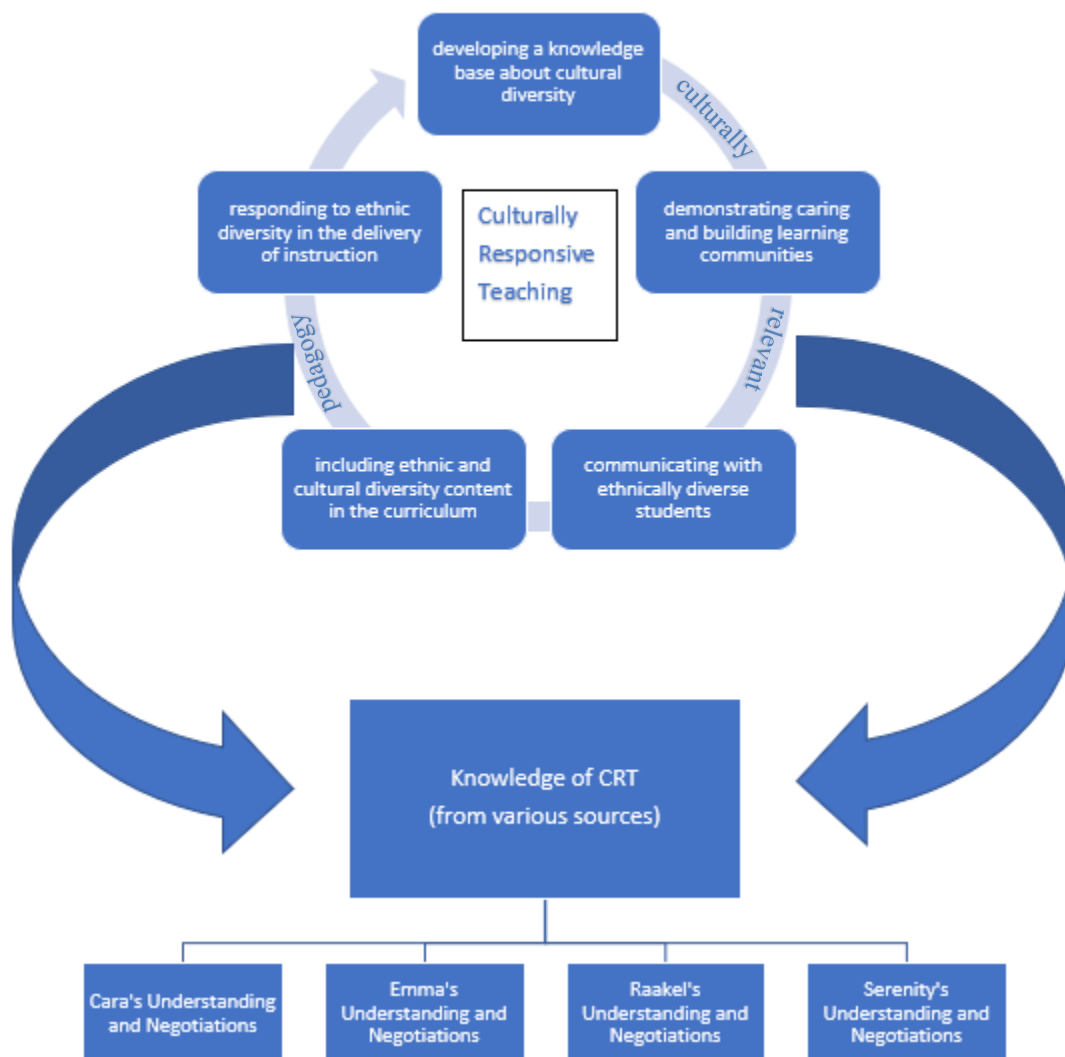 developing a knowledge
base about cultural
diversity
culturally
responding to ethnic
diversity in the delivery
of instruction
Culturally
Responsive
Teaching
demonstrating caring
and building learning
communities
pedagogy
relevant
including ethnic and
cultural diversity content
in the curriculum
communicating with
ethnically diverse
students
Knowledge of CRT
(from various sources)
Cara's Understanding
and Negotiations
Emma's
Understanding and
Negotiations
Raakel's
Understanding and
Negotiations
Serenity's
Understanding and
Negotiations